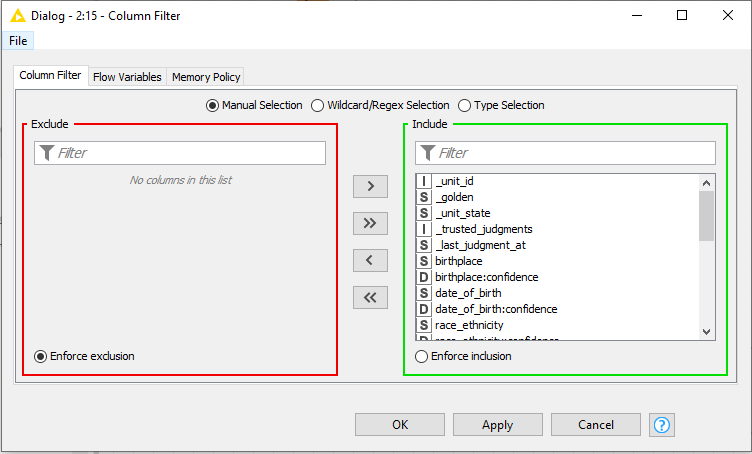 Dialog - 2:15 - Column Filter
File
Column Filter Flow Variables Memory Policy
Manual Selection Wildcard/Regex Selection Type Selection
Exclude
Filter
No columns in this list
Enforce exclusion
>
>>
<
<<
Include
Filter
I _unit_id
S _golden
S _unit_state
I _trusted_judgments
S _last_judgment_at
S birthplace
D birthplace:confidence
S date_of_birth
D date_of_birth:confidence
S race_ethnicity
D race_ethnicity:confidence
Enforce inclusion
OK Apply Cancel ?